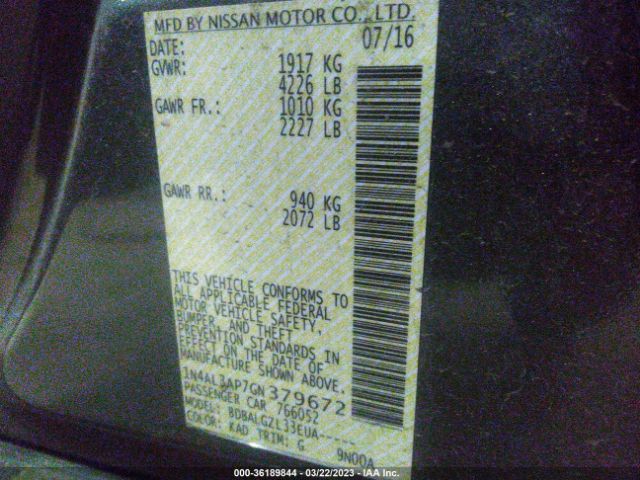 MFD BY NISSAN MOTOR CO., LTD.
DATE: 07/16
GVWR: 1917 KG
4226 LB
GAWR FR.: 1010 KG
2227 LB
GAWR RR.: 940 KG
2072 LB
THIS VEHICLE CONFORMS TO
ALL APPLICABLE FEDERAL
MOTOR VEHICLE SAFETY,
BUMPER, AND THEFT
PREVENTION STANDARDS IN
EFFECT ON THE DATE OF
MANUFACTURE SHOWN ABOVE.
1N4AL3AP7GN379672
PASSENGER CAR 7660S2
MODEL: BDBALGZL33EUA-----
COLOR: KAD TRIM: G 9N00A
000-36189844 - 03/22/2023 - IAA Inc.